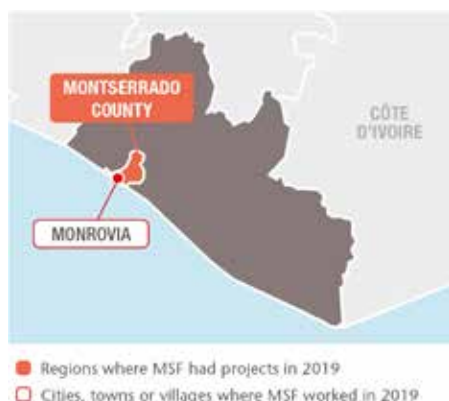 MONTSERRADO
COUNTY
CÔTE
D'IVOIRE
MONROVIA
Regions where MSF had projects in 2019
Cities, towns or villages where MSF worked in 2019